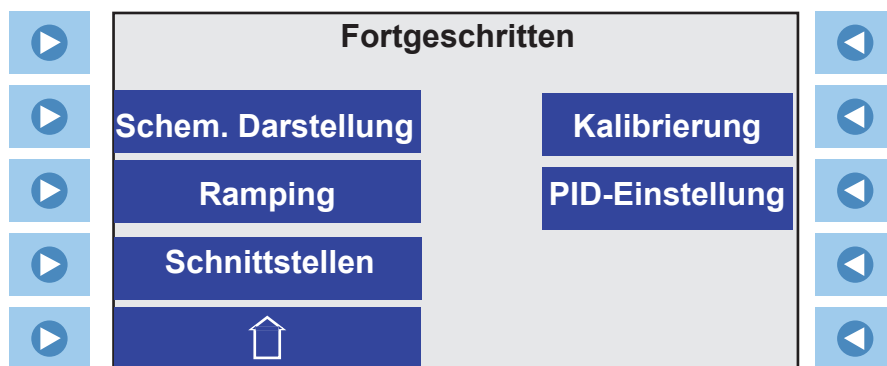 Fortgeschritten
Schem. Darstellung
Kalibrierung
Ramping
PID-Einstellung
Schnittstellen